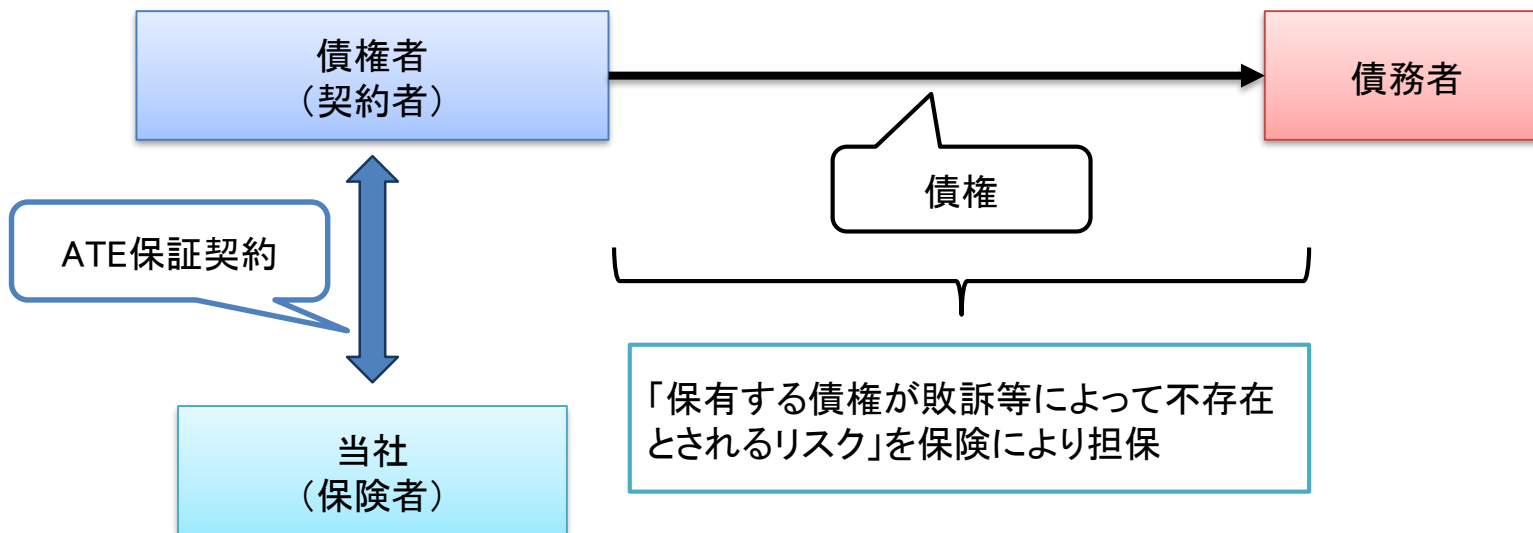 債権者
（契約者）
債務者
債権
ATE保証契約
「保有する債権が敗訴等によって不存在
とされるリスク」を保険により担保
当社
（保険者）